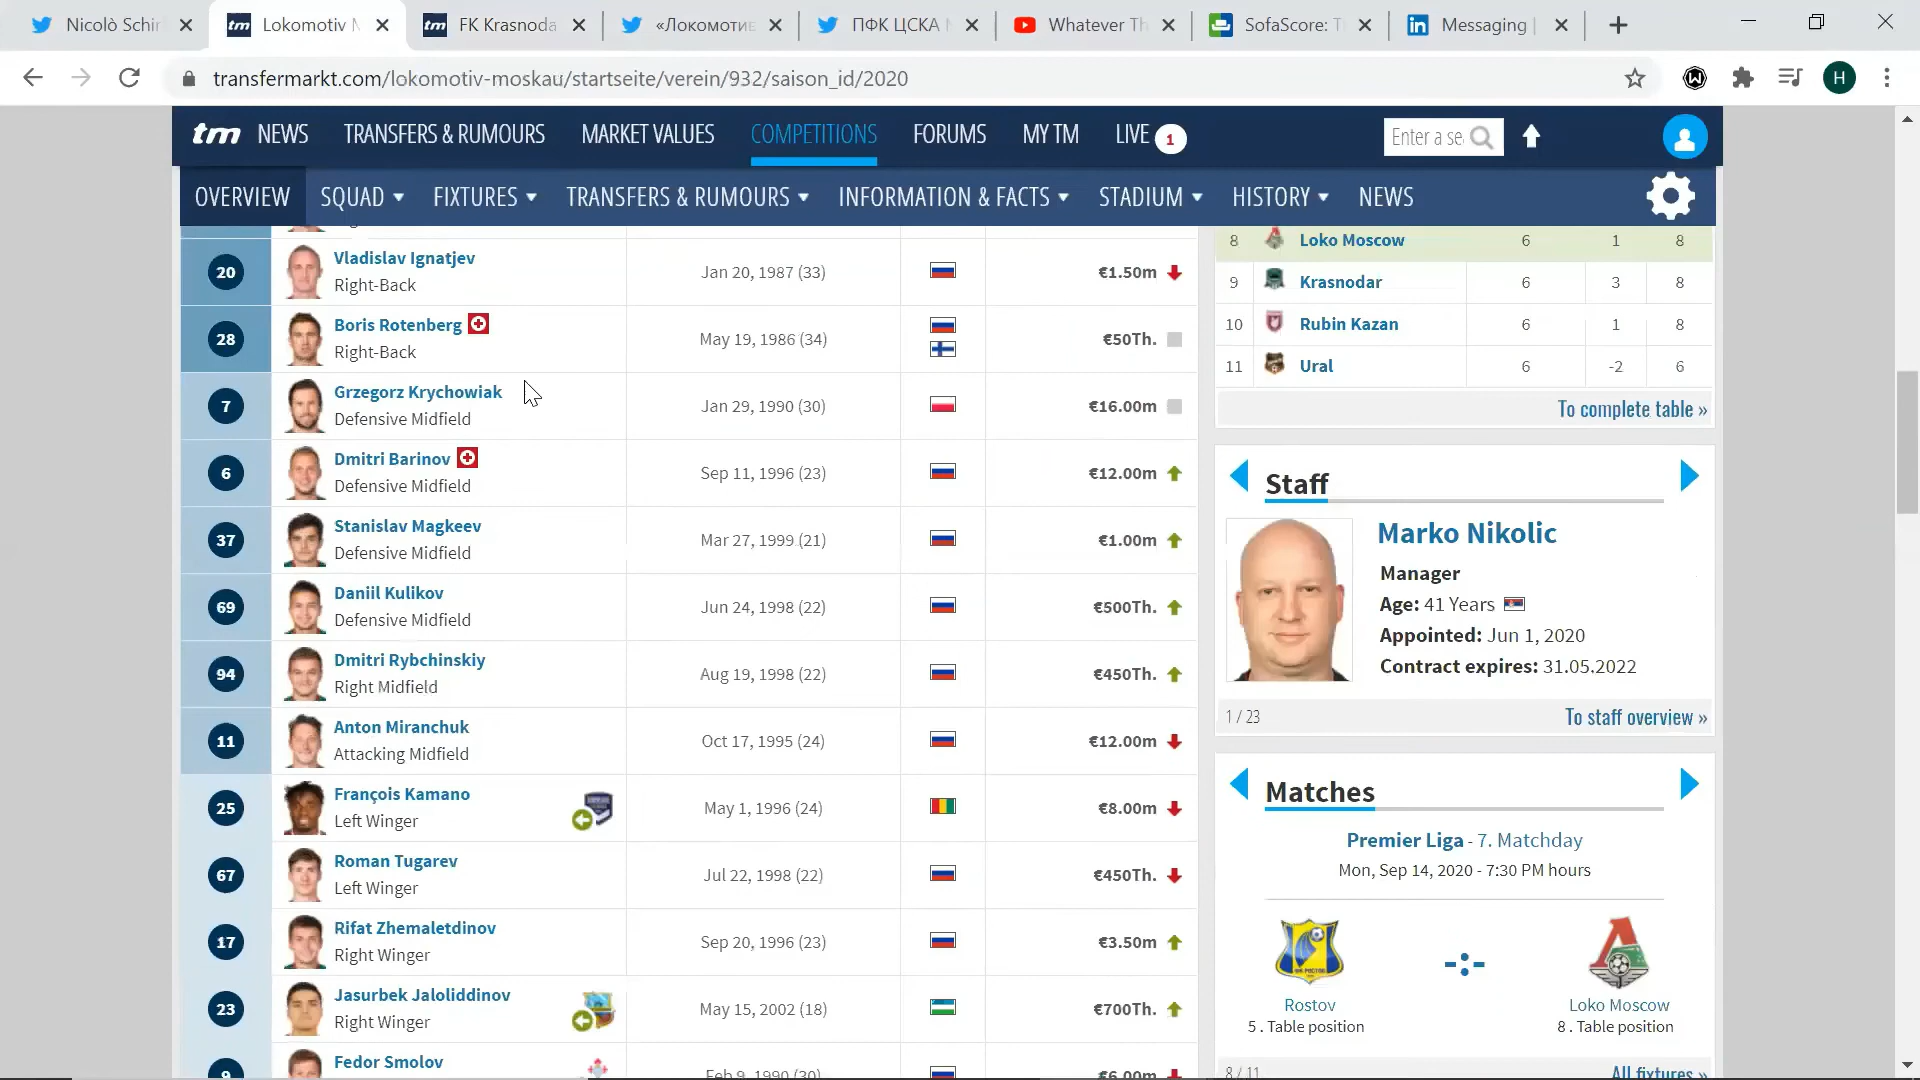 Nicolò Schir
Lokomotiv M
FK Krasnoda
«Локомотив
ПФК ЦСКА
Whatever Th
SofaScore: T
Messaging |
transfermarkt.com/lokomotiv-moskau/startseite/verein/932/saison_id/2020
H
tm NEWS TRANSFERS & RUMOURS MARKET VALUES COMPETITIONS FORUMS MY TM LIVE 1
Enter a se
OVERVIEW SQUAD FIXTURES TRANSFERS & RUMOURS INFORMATION & FACTS STADIUM HISTORY NEWS
20 Vladislav Ignatjev Jan 20, 1987 (33) €1.50m
Right-Back
28 Boris Rotenberg May 19, 1986 (34) €50Th.
Right-Back
7 Grzegorz Krychowiak Jan 29, 1990 (30) €16.00m
Defensive Midfield
6 Dmitri Barinov Sep 11, 1996 (23) €12.00m
Defensive Midfield
37 Stanislav Magkeev Mar 27, 1999 (21) €1.00m
Defensive Midfield
69 Daniil Kulikov Jun 24, 1998 (22) €500Th.
Defensive Midfield
94 Dmitri Rybchinskiy Aug 19, 1998 (22) €450Th.
Right Midfield
11 Anton Miranchuk Oct 17, 1995 (24) €12.00m
Attacking Midfield
25 François Kamano May 1, 1996 (24) €8.00m
Left Winger
67 Roman Tugarev Jul 22, 1998 (22) €450Th.
Left Winger
17 Rifat Zhemaletdinov Sep 20, 1996 (23) €3.50m
Right Winger
23 Jasurbek Jaloliddinov May 15, 2002 (18) €700Th.
Right Winger
9 Fedor Smolov Feb 9, 1990 (30) €6.00m
8 Loko Moscow 6 1 8
9 Krasnodar 6 3 8
10 Rubin Kazan 6 1 8
11 Ural 6 -2 6
To complete table »
Staff
Marko Nikolic
Manager
Age: 41 Years
Appointed: Jun 1, 2020
Contract expires: 31.05.2022
1 / 23 To staff overview »
Matches
Premier Liga - 7. Matchday
Mon, Sep 14, 2020 - 7:30 PM hours
-:-
Rostov Loko Moscow
5 . Table position 8 . Table position
8 / 11 All fixtures »